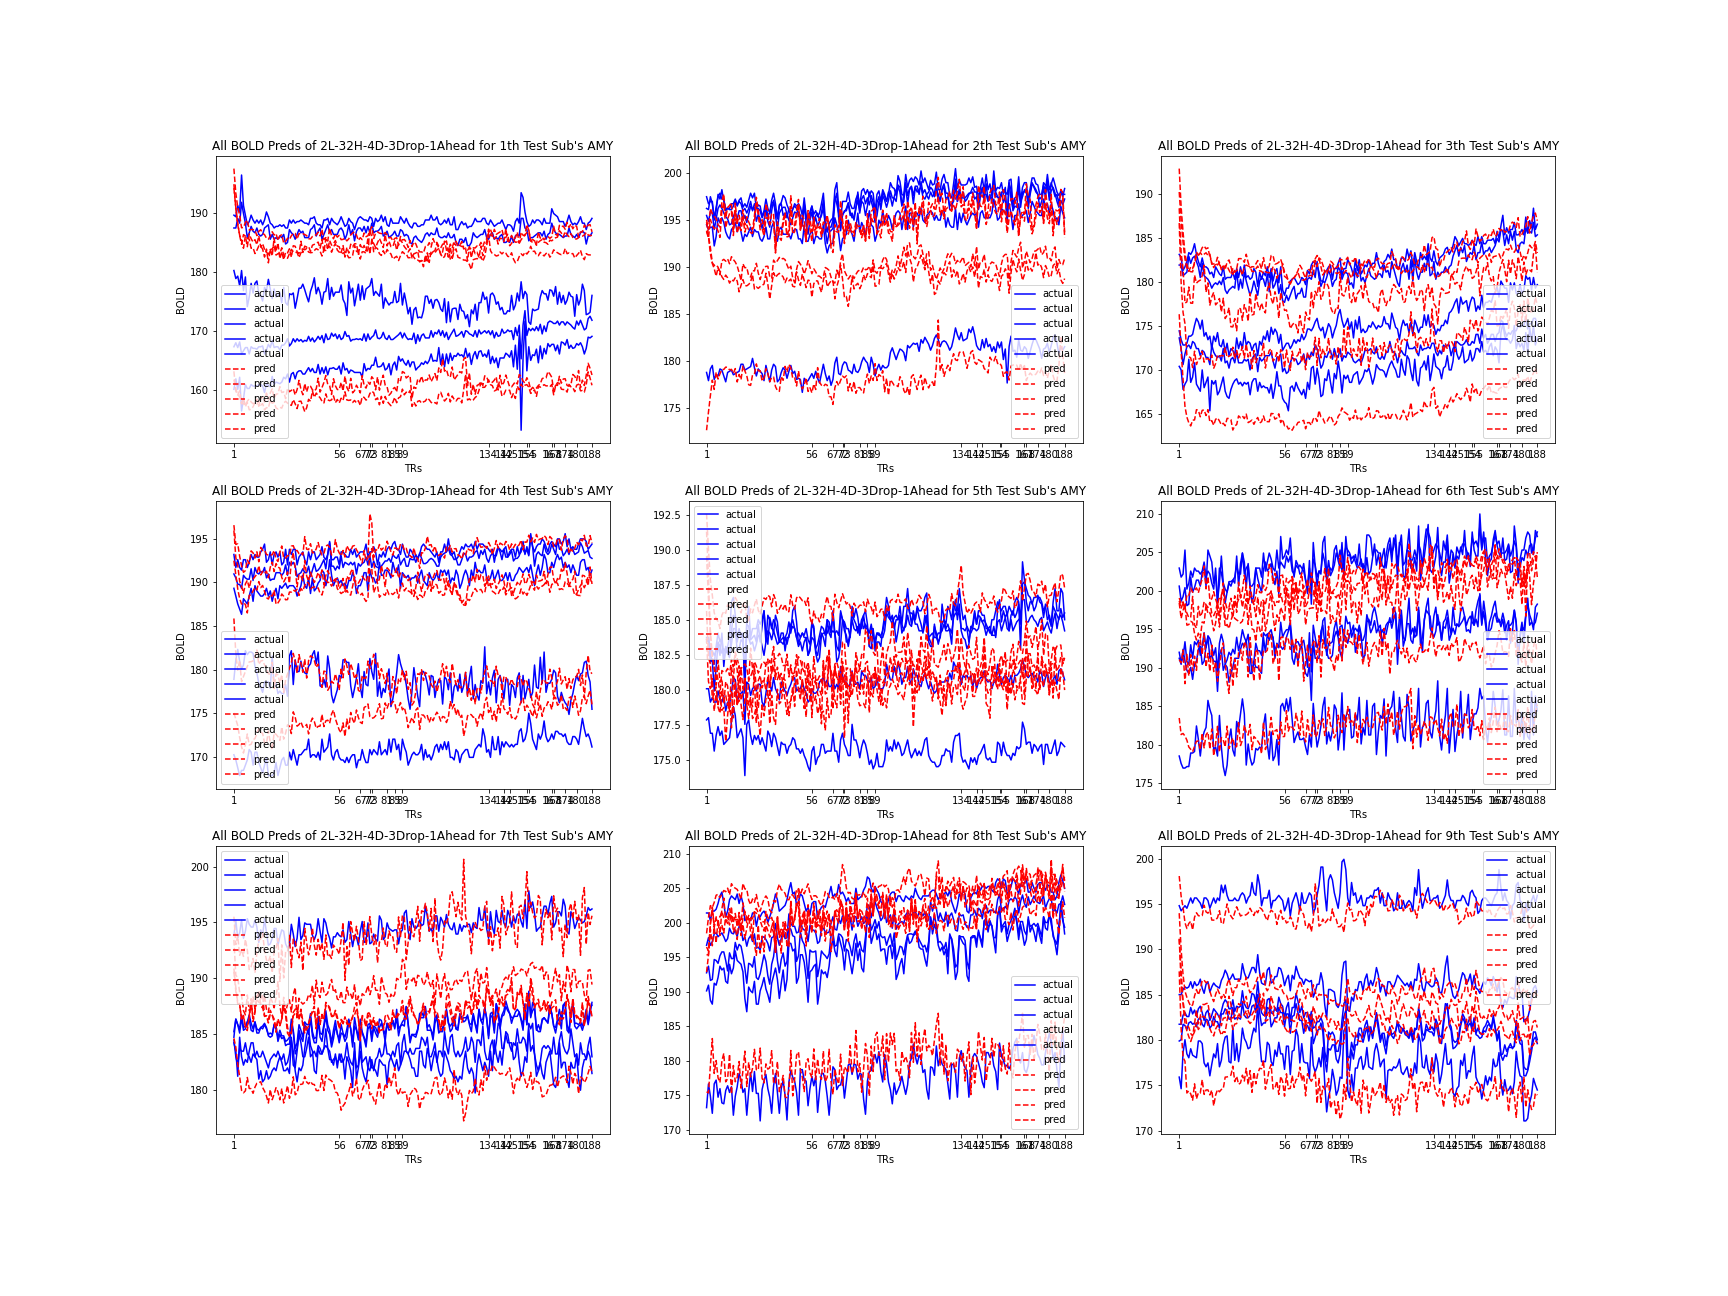 All BOLD Preds of 2L-32H-4D-3Drop-1Ahead for 1th Test Sub's AMY
BOLD
190
180
170
160
actual
actual
actual
actual
actual
pred
pred
pred
pred
pred
1 56 134 188
TRs
All BOLD Preds of 2L-32H-4D-3Drop-1Ahead for 2th Test Sub's AMY
BOLD
200
195
190
185
180
175
actual
actual
actual
actual
actual
pred
pred
pred
pred
pred
1 56 134 188
TRs
All BOLD Preds of 2L-32H-4D-3Drop-1Ahead for 3th Test Sub's AMY
BOLD
190
185
180
175
170
165
actual
actual
actual
actual
actual
pred
pred
pred
pred
pred
1 56 134 188
TRs
All BOLD Preds of 2L-32H-4D-3Drop-1Ahead for 4th Test Sub's AMY
BOLD
195
190
185
180
175
170
actual
actual
actual
actual
actual
pred
pred
pred
pred
pred
1 56 134 188
TRs
All BOLD Preds of 2L-32H-4D-3Drop-1Ahead for 5th Test Sub's AMY
BOLD
192.5
190.0
187.5
185.0
182.5
180.0
177.5
175.0
actual
actual
actual
actual
actual
pred
pred
pred
pred
pred
1 56 134 188
TRs
All BOLD Preds of 2L-32H-4D-3Drop-1Ahead for 6th Test Sub's AMY
BOLD
210
205
200
195
190
185
180
175
actual
actual
actual
actual
actual
pred
pred
pred
pred
pred
1 56 134 188
TRs
All BOLD Preds of 2L-32H-4D-3Drop-1Ahead for 7th Test Sub's AMY
BOLD
200
195
190
185
180
actual
actual
actual
actual
actual
pred
pred
pred
pred
pred
1 56 134 188
TRs
All BOLD Preds of 2L-32H-4D-3Drop-1Ahead for 8th Test Sub's AMY
BOLD
210
205
200
195
190
185
180
175
170
actual
actual
actual
actual
actual
pred
pred
pred
pred
pred
1 56 134 188
TRs
All BOLD Preds of 2L-32H-4D-3Drop-1Ahead for 9th Test Sub's AMY
BOLD
200
195
190
185
180
175
170
actual
actual
actual
actual
actual
pred
pred
pred
pred
pred
1 56 134 188
TRs